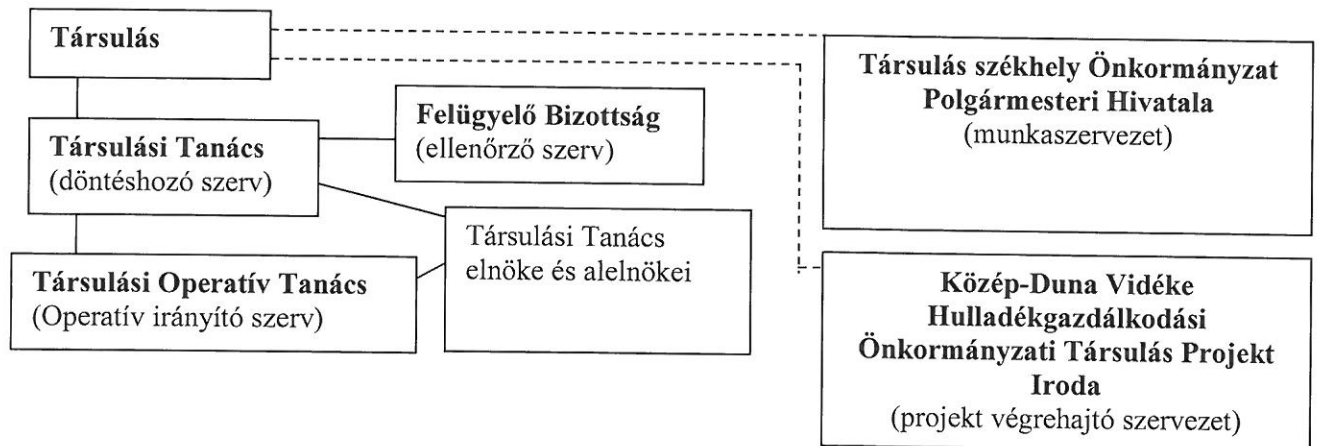 Társulás
Társulási Tanács
(döntéshozó szerv)
Felügyelő Bizottság
(ellenőrző szerv)
Társulási Operatív Tanács
(Operatív irányító szerv)
Társulási Tanács
elnöke és alelnökei
Társulás székhely Önkormányzat
Polgármesteri Hivatala
(munkaszervezet)
Közép-Duna Vidéke
Hulladékgazdálkodási
Önkormányzati Társulás Projekt
Iroda
(projekt végrehajtó szervezet)